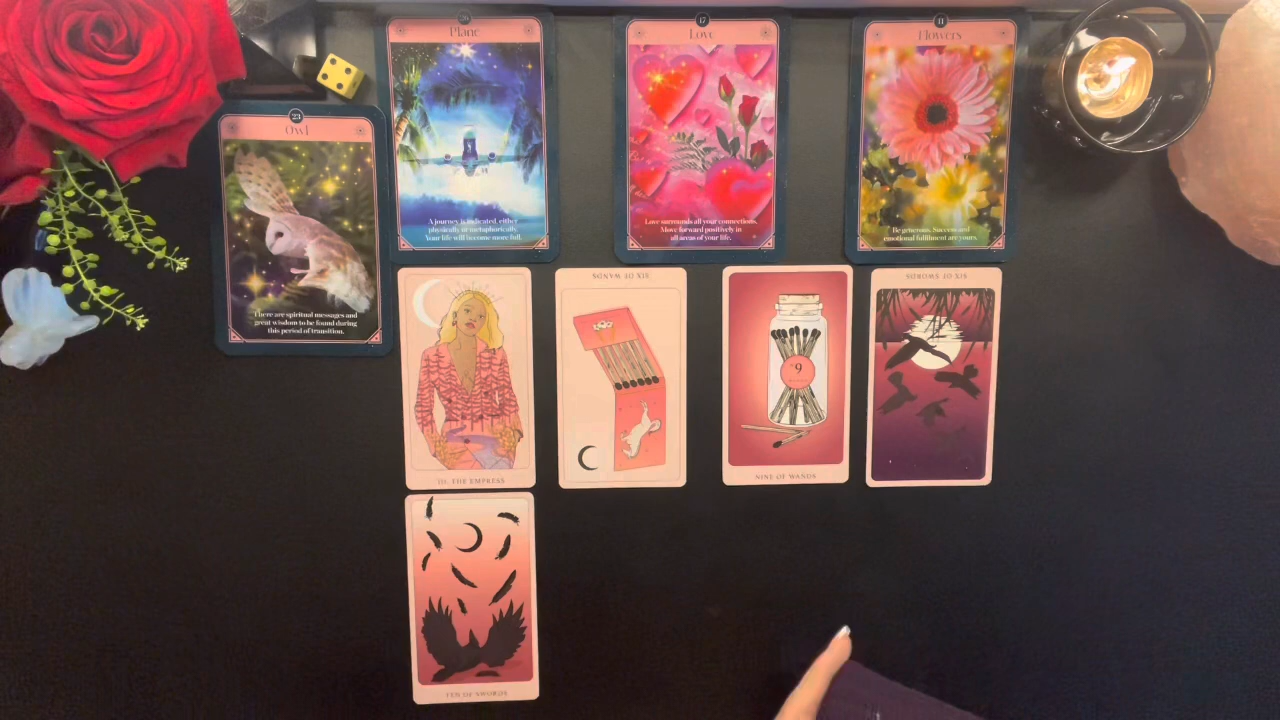 26
Plane
A journey is indicated, either
physically or metaphorically.
Your life will become more full.
17
Love
Love surrounds all your connections.
Move forward positively in
all areas of your life.
11
Flowers
Be generous. Success and
emotional fulfilment are yours.
23
Owl
There are spiritual messages and
great wisdom to be found during
this period of transition.
III. THE EMPRESS
SIX OF WANDS
9
NINE OF WANDS
SIX OF SWORDS
TEN OF SWORDS